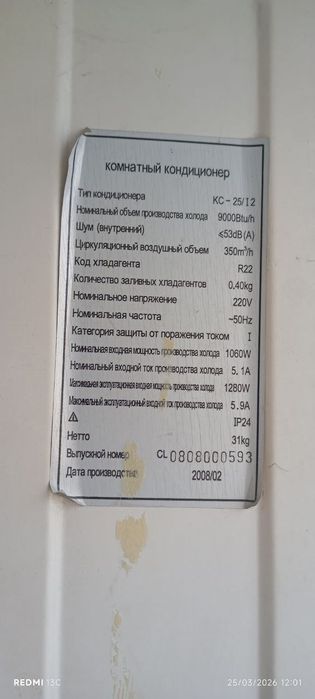 комнатный кондиционер
Тип кондиционера KC-25/I2
Номинальный объем производства холода 9000Btu/h
Шум (внутренний) ≤53dB(A)
Циркуляционный воздушный объем 350m³/h
Код хладагента R22
Количество заливных хладагентов 0,40kg
Номинальное напряжение 220V
Номинальная частота ~50Hz
Категория защиты от поражения током I
Номинальная входная мощность производства холода 1060W
Номинальный входной ток производства холода 5,1A
Максимальная эксплуатационная входная мощность производства холода 1280W
Максимальный эксплуатационный входной ток производства холода 5,9A
IP24
Нетто 31kg
Выпускной номер CL 0808000593
Дата производства 2008/02
REDMI 13C 25/03/2026 12:01